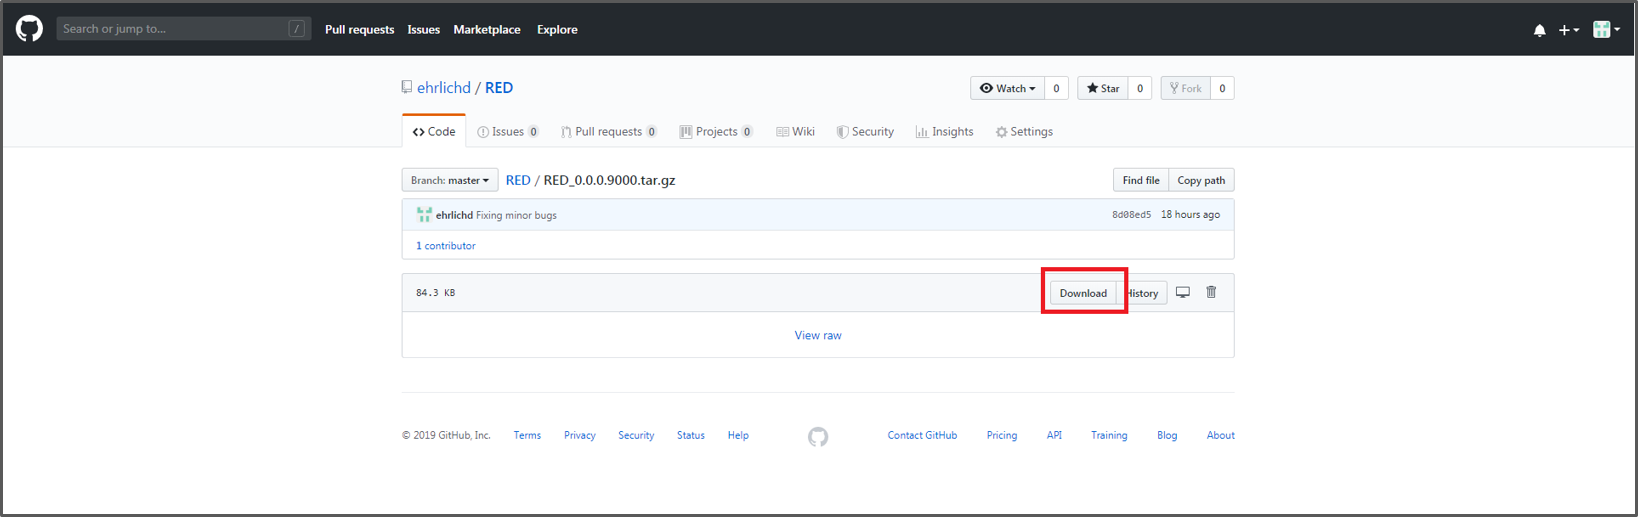 Search or jump to... / Pull requests Issues Marketplace Explore
ehrlichd / RED Watch 0 Star 0 Fork 0
Code Issues 0 Pull requests 0 Projects 0 Wiki Security Insights Settings
Branch: master RED / RED_0.0.0.9000.tar.gz Find file Copy path
ehrlichd Fixing minor bugs 8d08ed5 18 hours ago
1 contributor
84.3 KB Download History
View raw
© 2019 GitHub, Inc. Terms Privacy Security Status Help Contact GitHub Pricing API Training Blog About